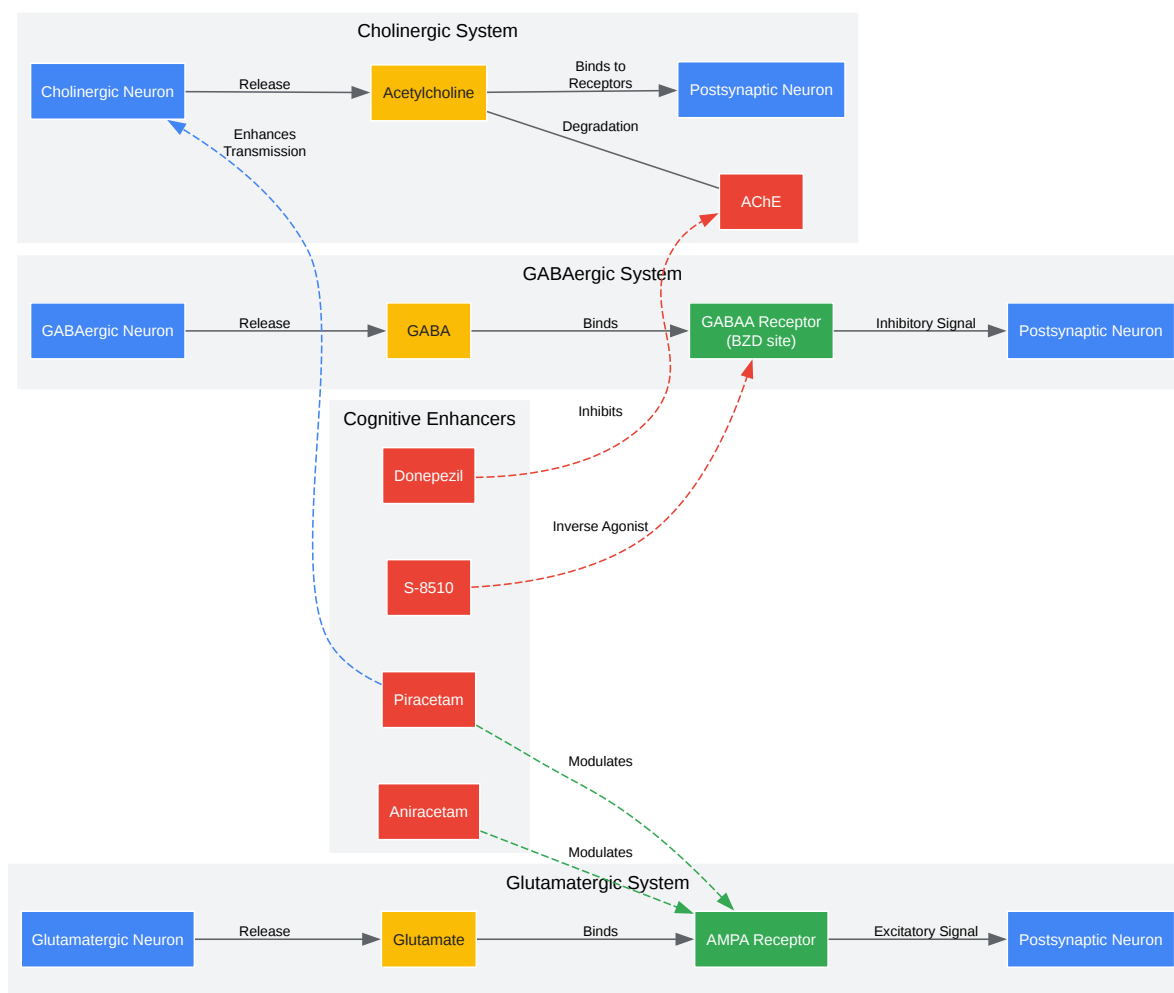 Cholinergic System
Cholinergic Neuron
Release
Acetylcholine
Binds to
Receptors
Postsynaptic Neuron
Enhances
Transmission
Degradation
AChE
GABAergic System
GABAergic Neuron
Release
GABA
Binds
GABAA Receptor
(BZD site)
Inhibitory Signal
Postsynaptic Neuron
Cognitive Enhancers
Inhibits
Donepezil
Inverse Agonist
S-8510
Piracetam
Modulates
Aniracetam
Modulates
Glutamatergic System
Glutamatergic Neuron
Release
Glutamate
Binds
AMPA Receptor
Excitatory Signal
Postsynaptic Neuron